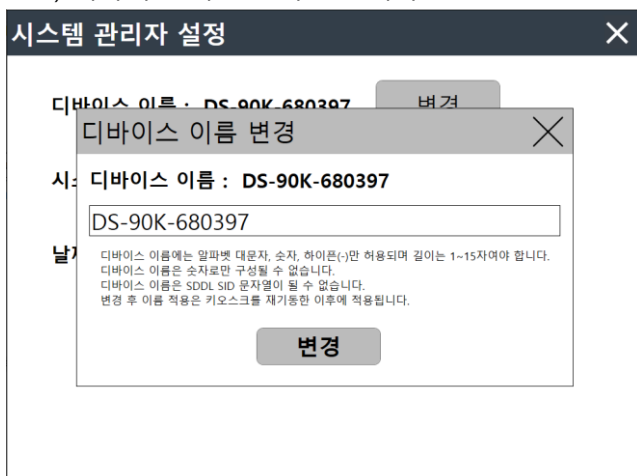 시스템 관리자 설정
디바이스 이름 : DS-90K-680397 변경
디바이스 이름 변경
디바이스 이름 : DS-90K-680397
DS-90K-680397
디바이스 이름에는 알파벳 대문자, 숫자, 하이픈(-)만 허용되며 길이는 1~15자여야 합니다.
디바이스 이름은 숫자로만 구성될 수 없습니다.
디바이스 이름은 SDDL SID 문자열이 될 수 없습니다.
변경 후 이름 적용은 키오스크를 재기동한 이후에 적용됩니다.
변경